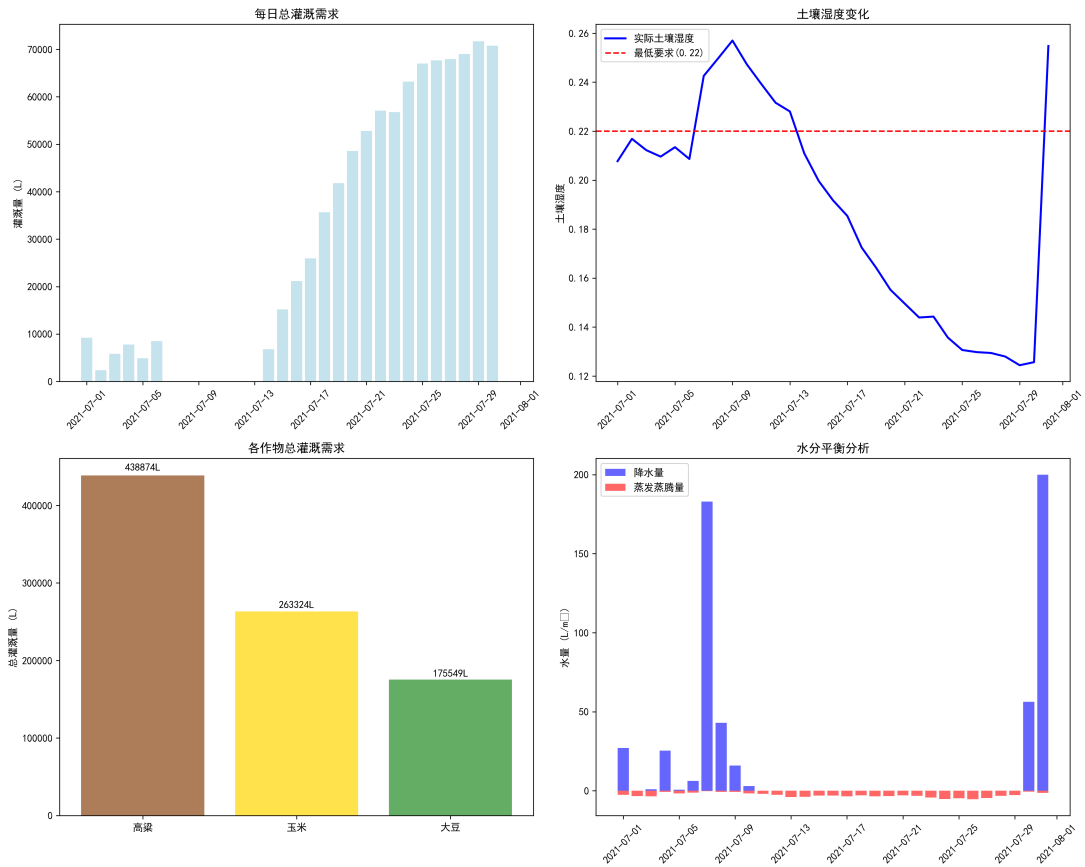 每日总灌溉需求
灌溉量 (L)
70000
60000
50000
40000
30000
20000
10000
0
2021-07-01
2021-07-05
2021-07-09
2021-07-13
2021-07-17
2021-07-21
2021-07-25
2021-07-29
2021-08-01
土壤湿度变化
实际土壤湿度
最低要求(0.22)
土壤湿度
0.26
0.24
0.22
0.20
0.18
0.16
0.14
0.12
2021-07-01
2021-07-05
2021-07-09
2021-07-13
2021-07-17
2021-07-21
2021-07-25
2021-07-29
2021-08-01
各作物总灌溉需求
总灌溉量 (L)
400000
300000
200000
100000
0
438874L
263324L
175549L
高粱
玉米
大豆
水分平衡分析
降水量
蒸发蒸腾量
水量 (L/m□)
200
150
100
50
0
2021-07-01
2021-07-05
2021-07-09
2021-07-13
2021-07-17
2021-07-21
2021-07-25
2021-07-29
2021-08-01